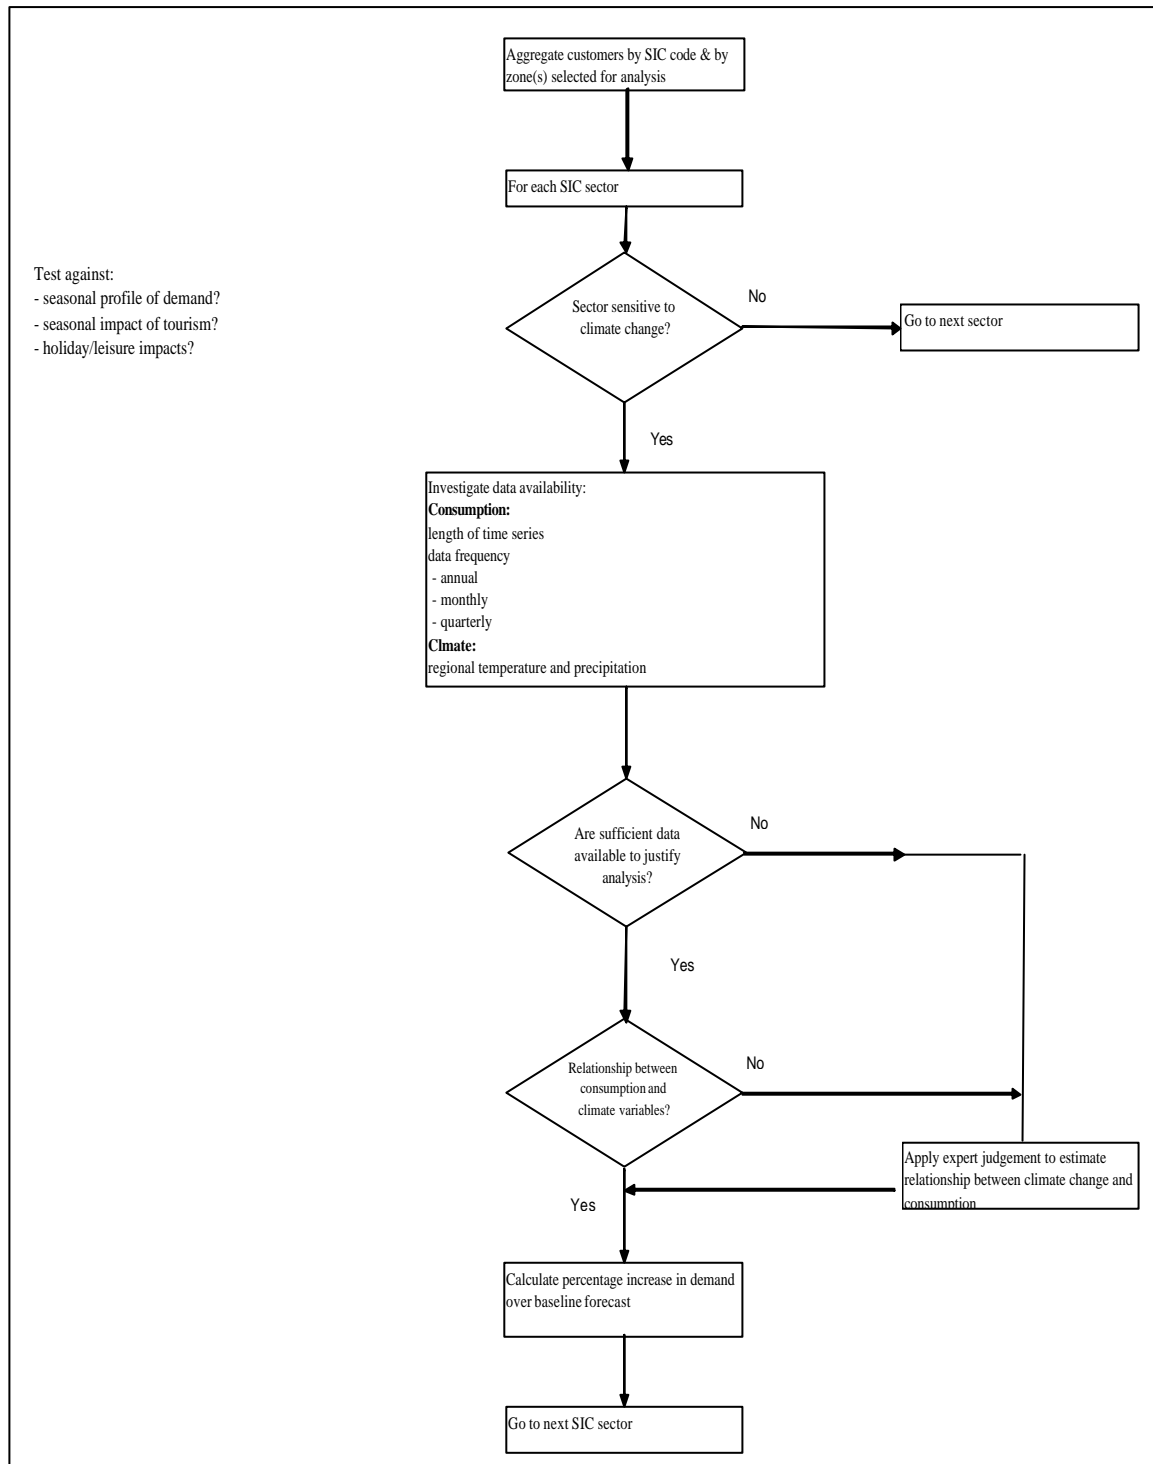 Aggregate customers by SIC code & by
zone(s) selected for analysis
For each SIC sector
Test against:
- seasonal profile of demand?
- seasonal impact of tourism?
- holiday/leisure impacts?
Sector sensitive to
climate change?
No
Go to next sector
Yes
Investigate data availability:
Consumption:
length of time series
data frequency
- annual
- monthly
- quarterly
Clmate:
regional temperature and precipitation
Are sufficient data
available to justify
analysis?
No
Yes
Relationship between
consumption and
climate variables?
No
Apply expert judgement to estimate
relationship between climate change and
consumption
Yes
Calculate percentage increase in demand
over baseline forecast
Go to next SIC sector